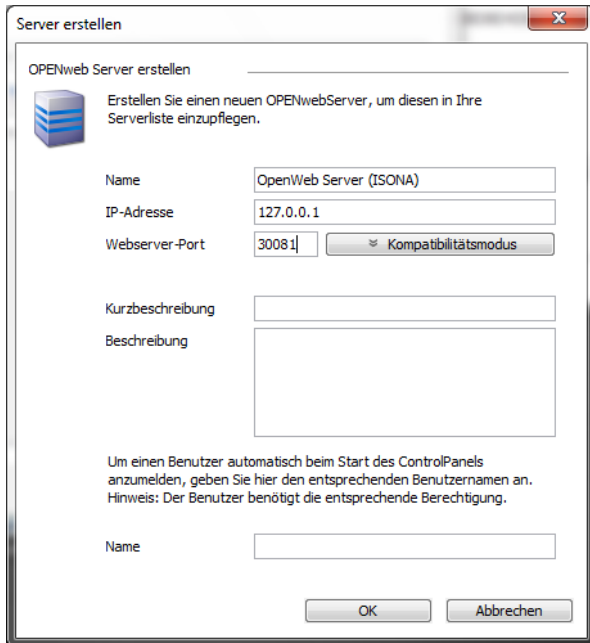 Server erstellen
OPENweb Server erstellen
Erstellen Sie einen neuen OPENwebServer, um diesen in Ihre
Serverliste einzupflegen.
Name OpenWeb Server (ISONA)
IP-Adresse 127.0.0.1
Webserver-Port 30081 Kompatibilitätsmodus
Kurzbeschreibung
Beschreibung
Um einen Benutzer automatisch beim Start des ControlPanels
anzumelden, geben Sie hier den entsprechenden Benutzernamen an.
Hinweis: Der Benutzer benötigt die entsprechende Berechtigung.
Name
OK Abbrechen